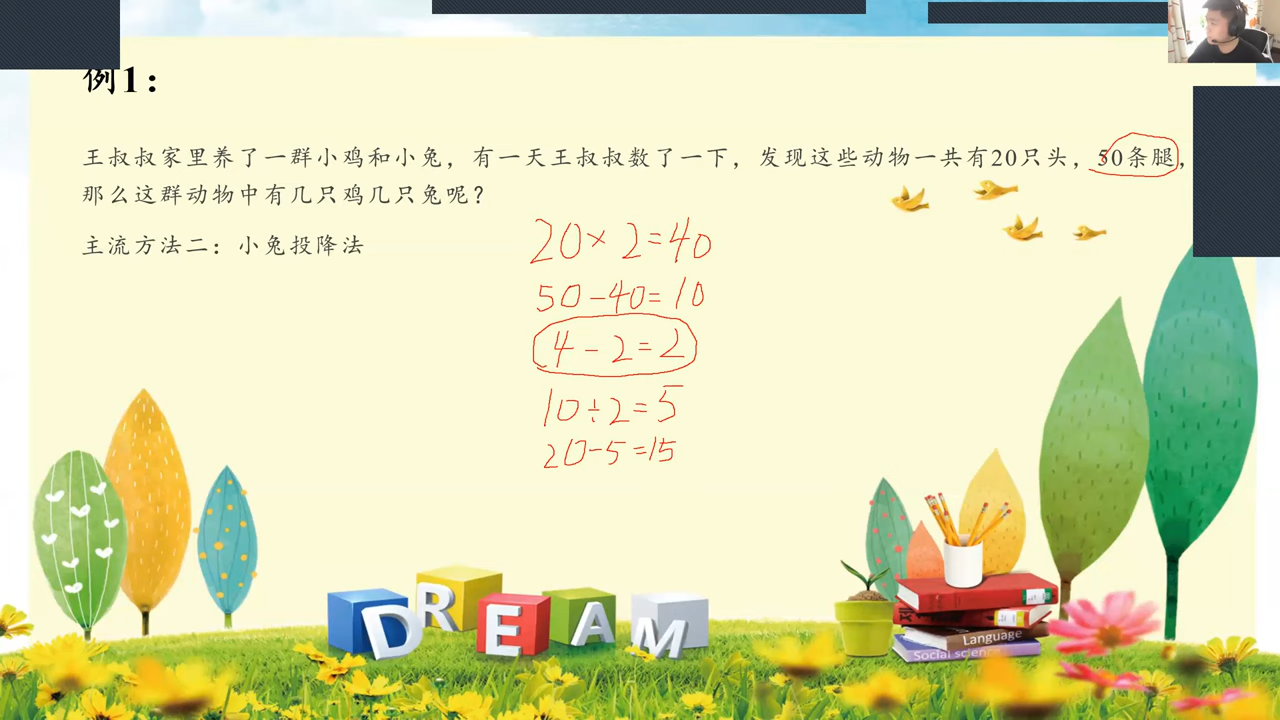 例1：
王叔叔家里养了一群小鸡和小兔，有一天王叔叔数了一下，发现这些动物一共有20只头，50条腿，
那么这群动物中有几只鸡几只兔呢？
主流方法二：小兔投降法
20×2=40
50-40=10
4-2=2
10÷2=5
20-5=15
DREAM
Language
Social science